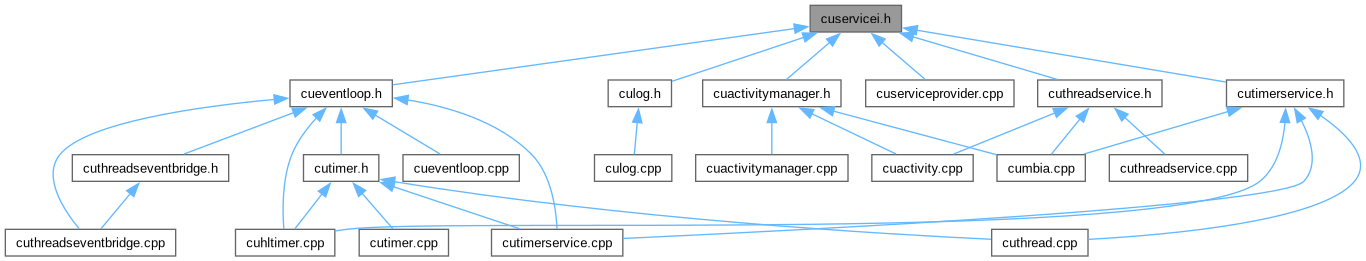 cuservicei.h
cueventloop.h
culog.h
cuactivitymanager.h
cuserviceprovider.cpp
cuthreadservice.h
cutimerservice.h
cuthreadseventbridge.h
cutimer.h
cueventloop.cpp
culog.cpp
cuactivitymanager.cpp
cuactivity.cpp
cumbia.cpp
cuthreadservice.cpp
cuthreadseventbridge.cpp
cuhltimer.cpp
cutimer.cpp
cutimerservice.cpp
cuthread.cpp